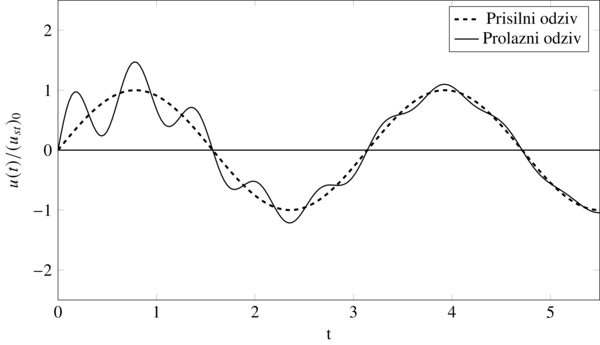 Prisilni odziv
Prolazni odziv
u(t)/(u_st)_0
2
1
0
−1
−2
0 1 2 3 4 5
t